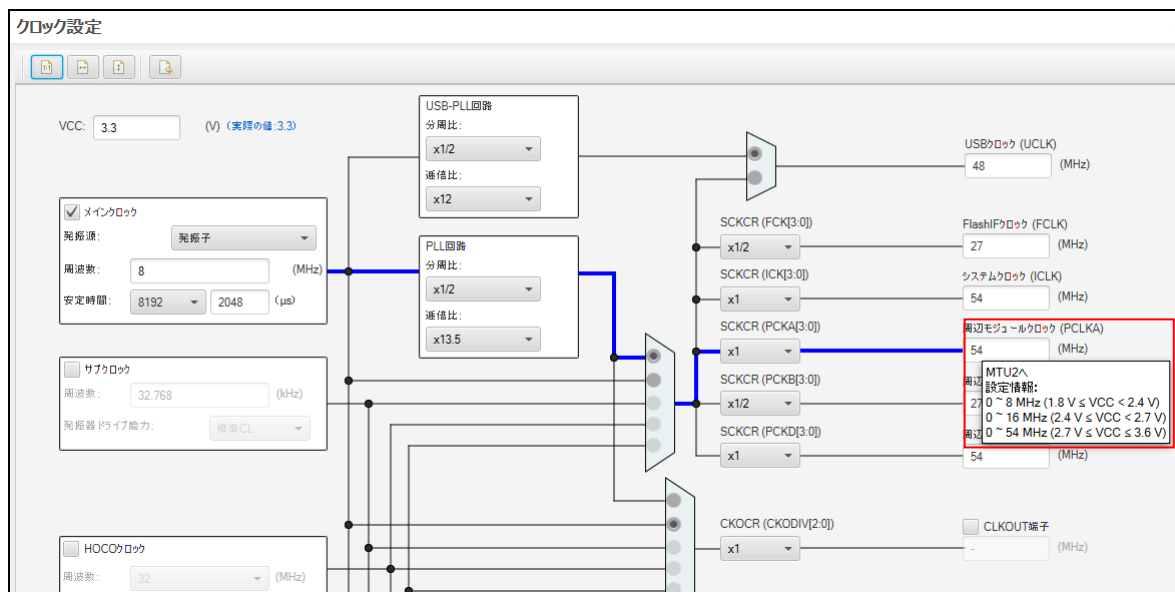 クロック設定
VCC: 3.3 (V) (実際の値:3.3)
USB-PLL回路
分周比:
x1/2
逓倍比:
x12
USBクロック (UCLK)
48 (MHz)
メインクロック
発振源: 発振子
周波数: 8 (MHz)
安定時間: 8192 2048 (μs)
PLL回路
分周比:
x1/2
逓倍比:
x13.5
SCKCR (FCK[3:0])
x1/2
FlashIFクロック (FCLK)
27 (MHz)
SCKCR (ICK[3:0])
x1
システムクロック (ICLK)
54 (MHz)
SCKCR (PCKA[3:0])
x1
周辺モジュールクロック (PCLKA)
54 (MHz)
MTU2へ
設定情報:
0 ~ 8 MHz (1.8 V ≤ VCC < 2.4 V)
0 ~ 16 MHz (2.4 V ≤ VCC < 2.7 V)
0 ~ 54 MHz (2.7 V ≤ VCC ≤ 3.6 V)
SCKCR (PCKB[3:0])
x1/2
周辺
27
SCKCR (PCKD[3:0])
x1
周辺
54 (MHz)
サブクロック
周波数: 32.768 (kHz)
発振器ドライブ能力: 標準CL
CKOCR (CKODIV[2:0])
x1
CLKOUT端子
- (MHz)
HOCOクロック
周波数: 32 (MHz)